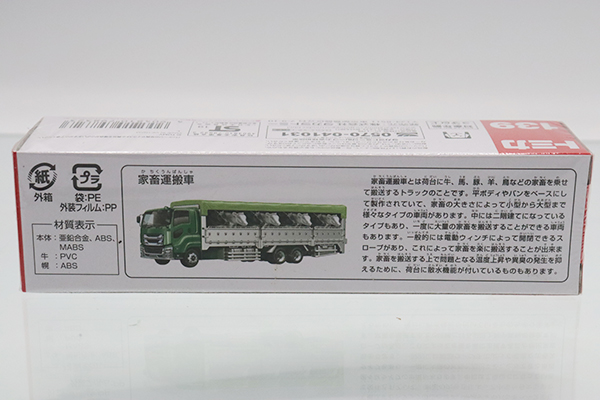 トミカ
139
0570-041031
ST
紙
外箱
プラ
袋:PE
外装フィルム:PP
材質表示
本体：亜鉛合金、ABS、
MABS
牛：PVC
幌：ABS
かちくうんぱんしゃ
家畜運搬車
家畜運搬車とは荷台に牛、馬、豚、羊、鳥などの家畜を乗せ
て搬送するトラックのことです。平ボディやバンをベースにし
て製作されていて、家畜の大きさによって小型から大型まで
様々なタイプの車両があります。中には二階建てになっている
タイプもあり、一度に大量の家畜を搬送することができる車両
もあります。一般的には電動ウィンチによって開閉できるス
ロープがあり、これによって家畜を楽に搬送することが出来ま
す。家畜を搬送する上で問題となる温度上昇や異臭の発生を抑
えるために、荷台に散水機能が付いているものもあります。